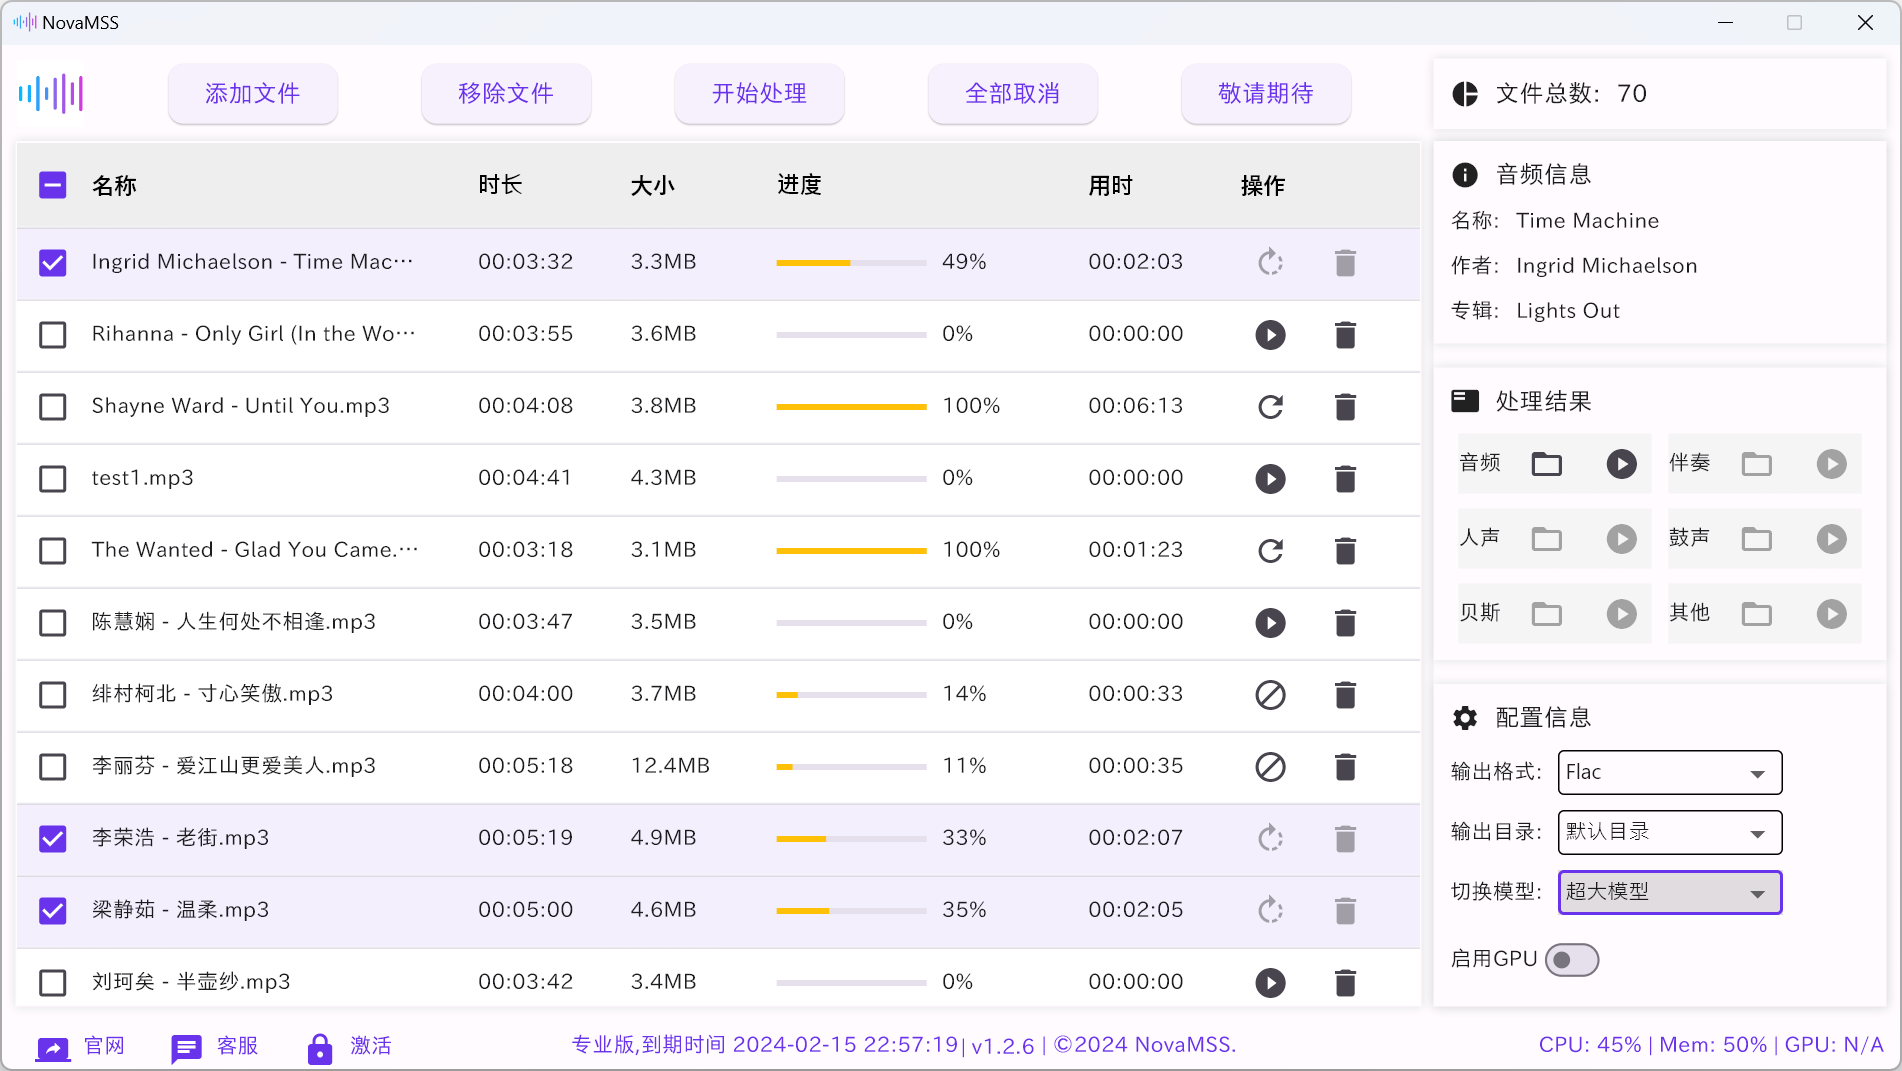 NovaMSS
添加文件 移除文件 开始处理 全部取消 敬请期待
文件总数: 70
名称 时长 大小 进度 用时 操作
Ingrid Michaelson - Time Mac··· 00:03:32 3.3MB 49% 00:02:03
Rihanna - Only Girl (In the Wo··· 00:03:55 3.6MB 0% 00:00:00
Shayne Ward - Until You.mp3 00:04:08 3.8MB 100% 00:06:13
test1.mp3 00:04:41 4.3MB 0% 00:00:00
The Wanted - Glad You Came.··· 00:03:18 3.1MB 100% 00:01:23
陈慧娴 - 人生何处不相逢.mp3 00:03:47 3.5MB 0% 00:00:00
绯村柯北 - 寸心笑傲.mp3 00:04:00 3.7MB 14% 00:00:33
李丽芬 - 爱江山更爱美人.mp3 00:05:18 12.4MB 11% 00:00:35
李荣浩 - 老街.mp3 00:05:19 4.9MB 33% 00:02:07
梁静茹 - 温柔.mp3 00:05:00 4.6MB 35% 00:02:05
刘珂矣 - 半壶纱.mp3 00:03:42 3.4MB 0% 00:00:00
音频信息
名称: Time Machine
作者: Ingrid Michaelson
专辑: Lights Out
处理结果
音频 伴奏
人声 鼓声
贝斯 其他
配置信息
输出格式: Flac
输出目录: 默认目录
切换模型: 超大模型
启用GPU
官网 客服 激活 专业版,到期时间 2024-02-15 22:57:19| v1.2.6 | ©2024 NovaMSS. CPU: 45% | Mem: 50% | GPU: N/A